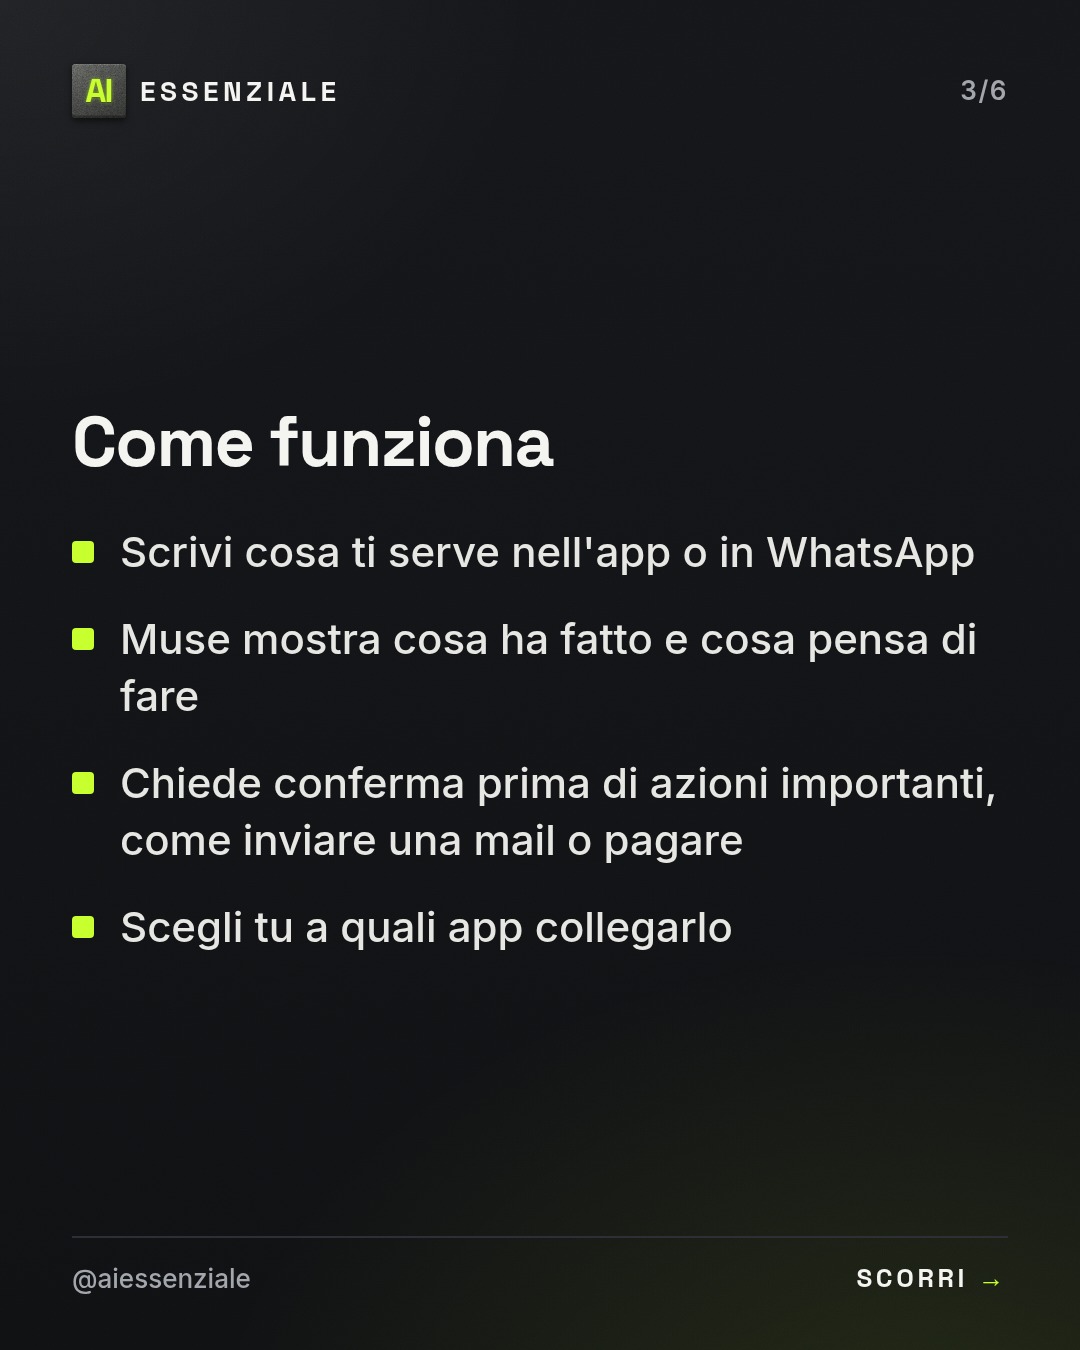 AI ESSENZIALE
3/6
Come funziona
Scrivi cosa ti serve nell'app o in WhatsApp
Muse mostra cosa ha fatto e cosa pensa di
fare
Chiede conferma prima di azioni importanti,
come inviare una mail o pagare
Scegli tu a quali app collegarlo
@aiessenziale
SCORRI →